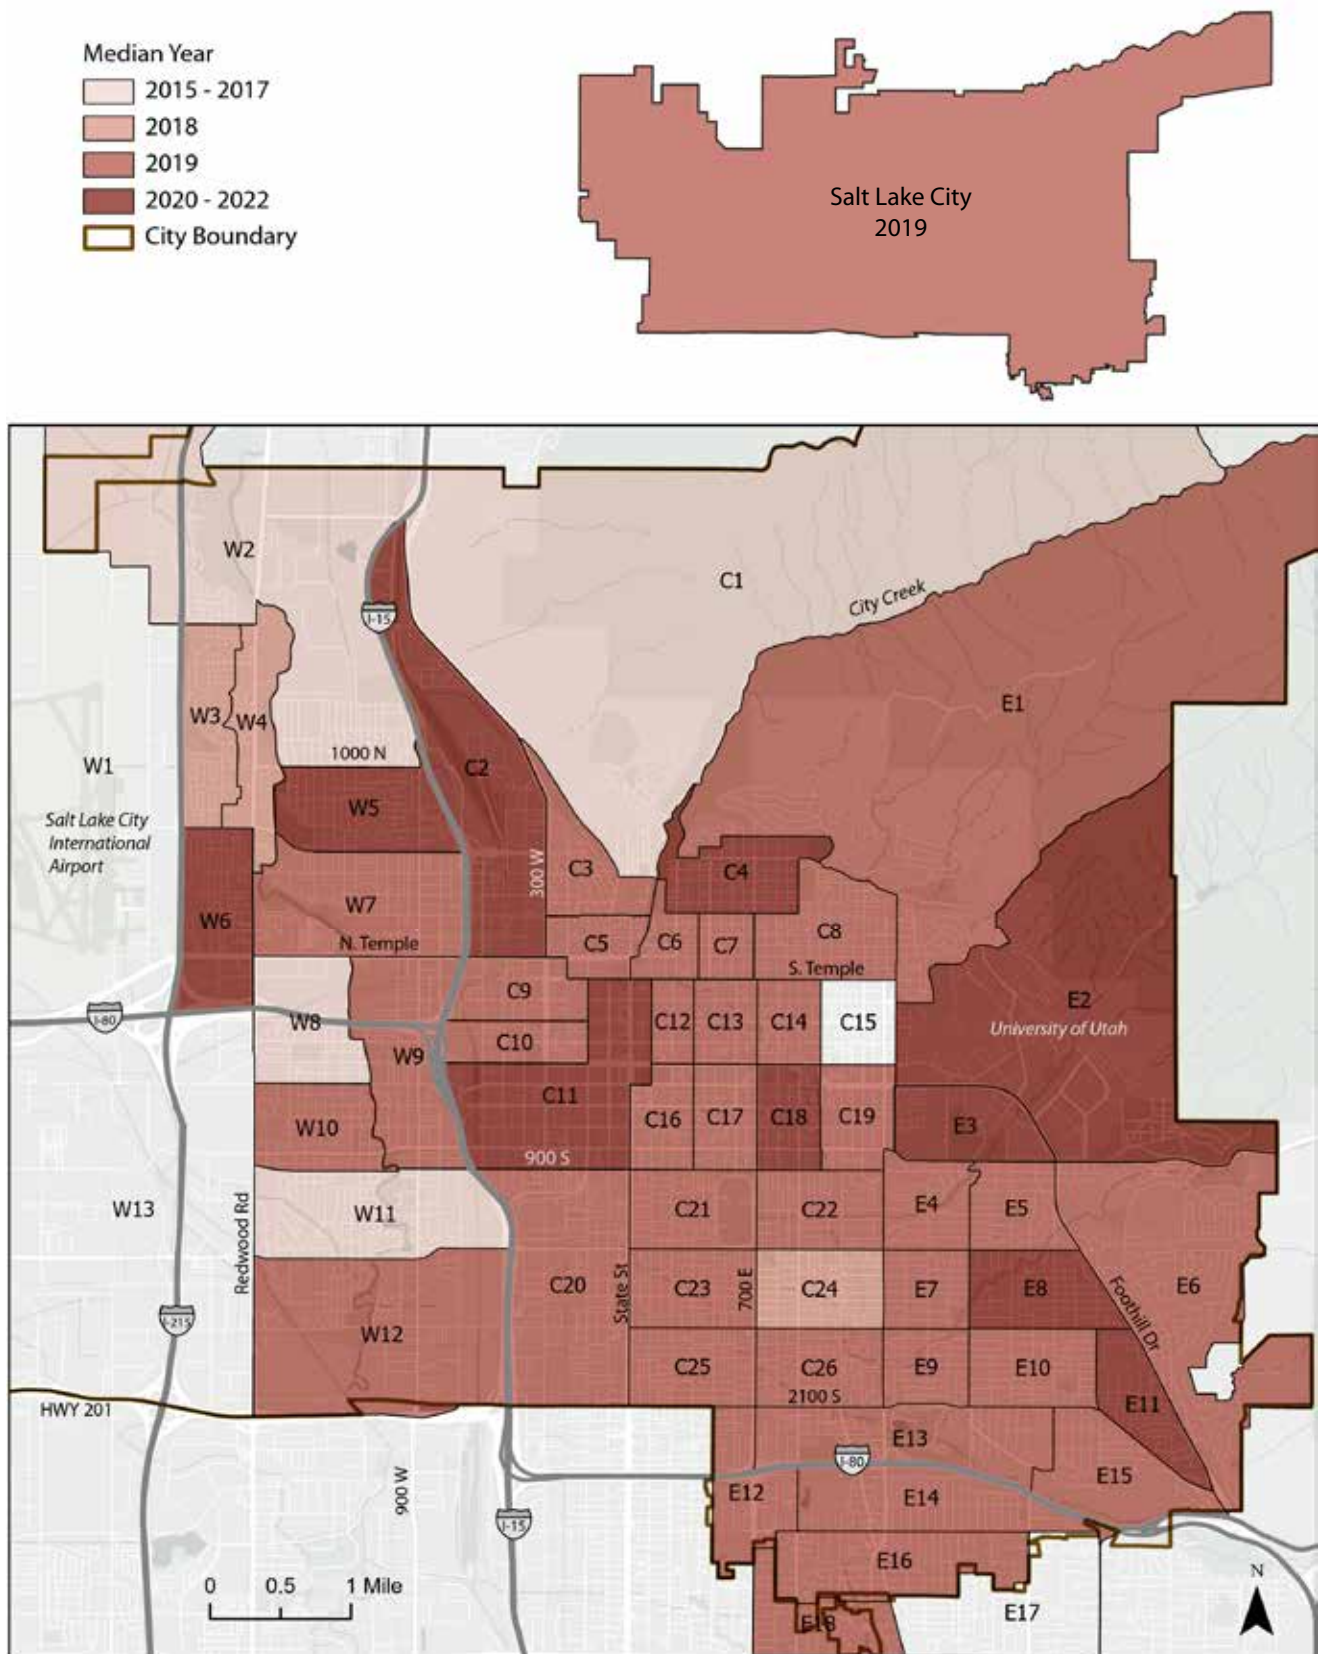 Median Year
2015 - 2017
2018
2019
2020 - 2022
City Boundary
Salt Lake City
2019
W2
C1
City Creek
I-15
E1
W3
W4
W1
1000 N
C2
W5
Salt Lake City
International
Airport
300 W
C3
C4
W6
W7
N. Temple
C5
C6
C7
C8
S. Temple
C9
E2
University of Utah
I-80
W8
C12
C13
C14
C15
C10
W9
C11
W10
C16
C17
C18
C19
E3
900 S
W13
W11
Redwood Rd
C21
C22
E4
E5
C20
State St
C23
700 E
C24
E7
E8
Foothill Dr
E6
I-215
W12
C25
C26
2100 S
E9
E10
E11
HWY 201
E13
I-80
900 W
E12
E14
E15
I-15
E16
E17
E18
0 0.5 1 Mile
N